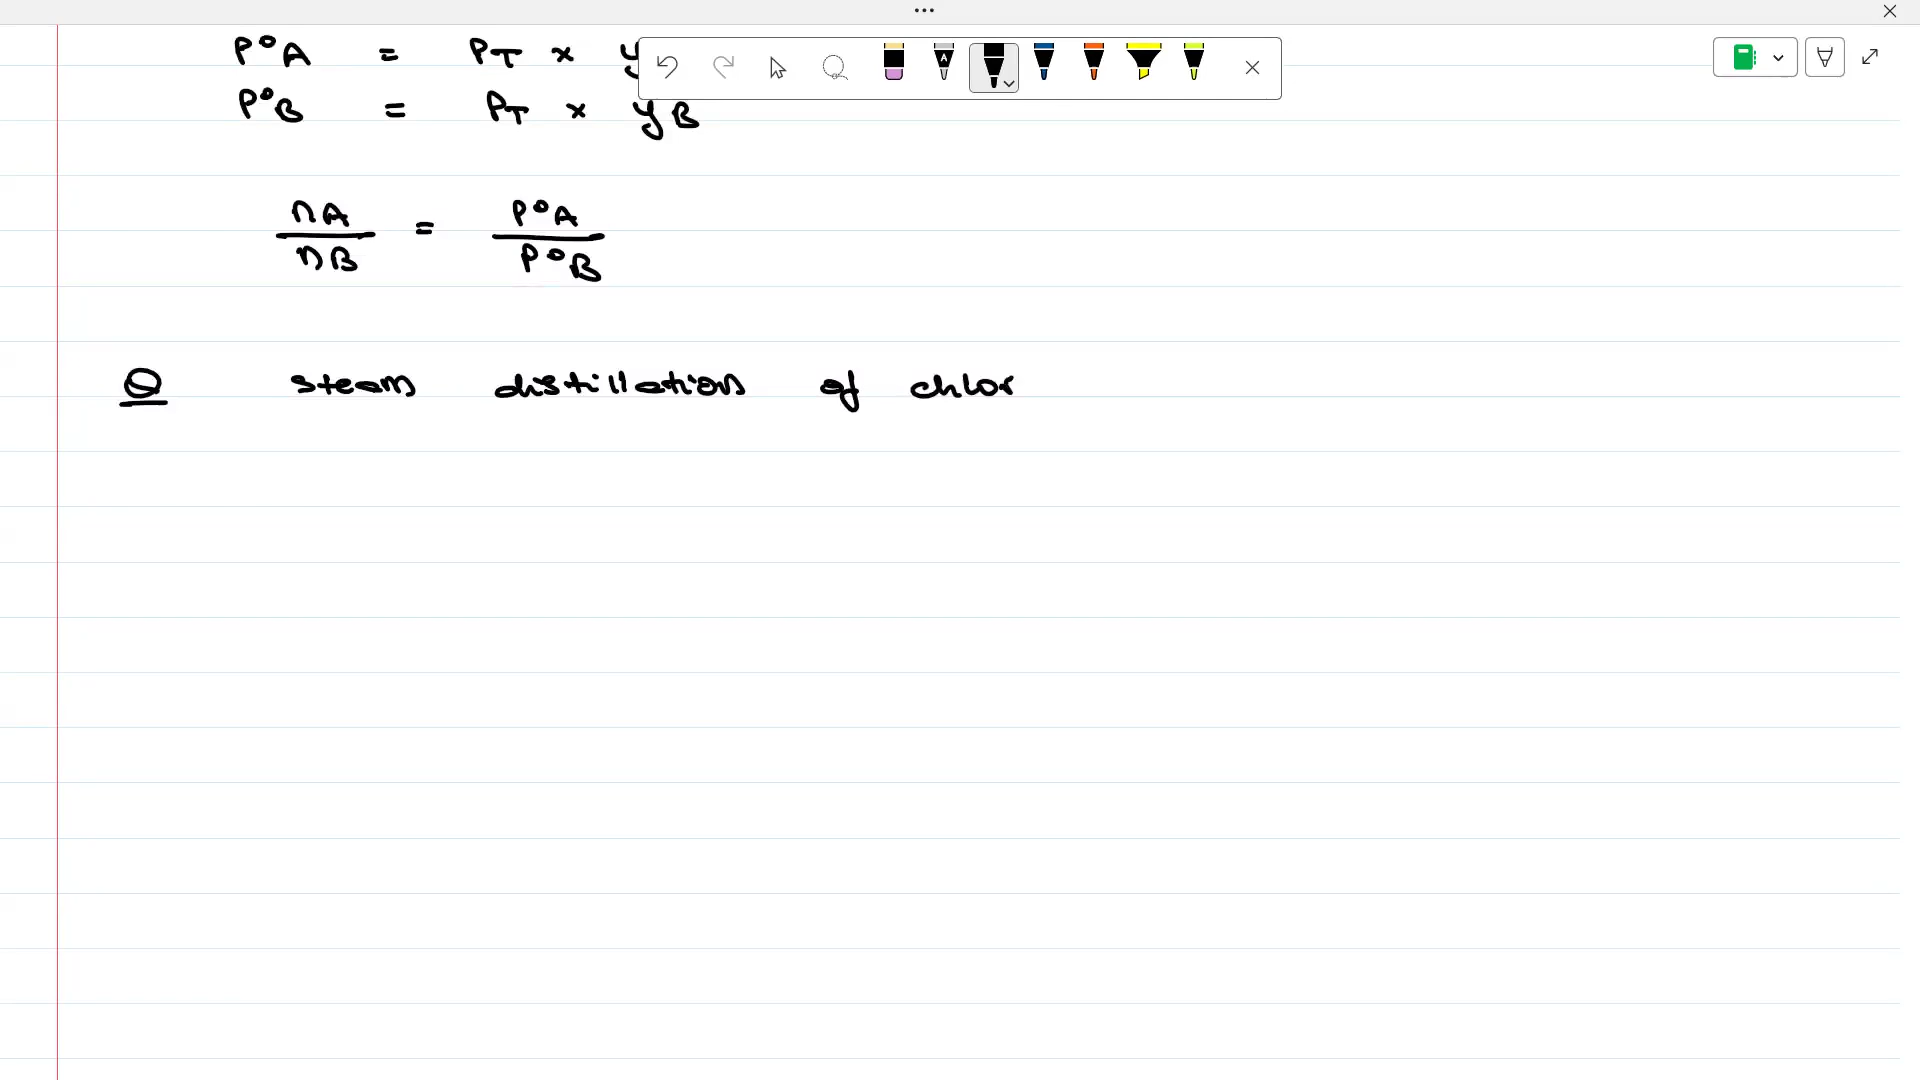 P°A = PT × y
P°B = PT × yB
nA / nB = P°A / P°B
Q steam distillation of chlor